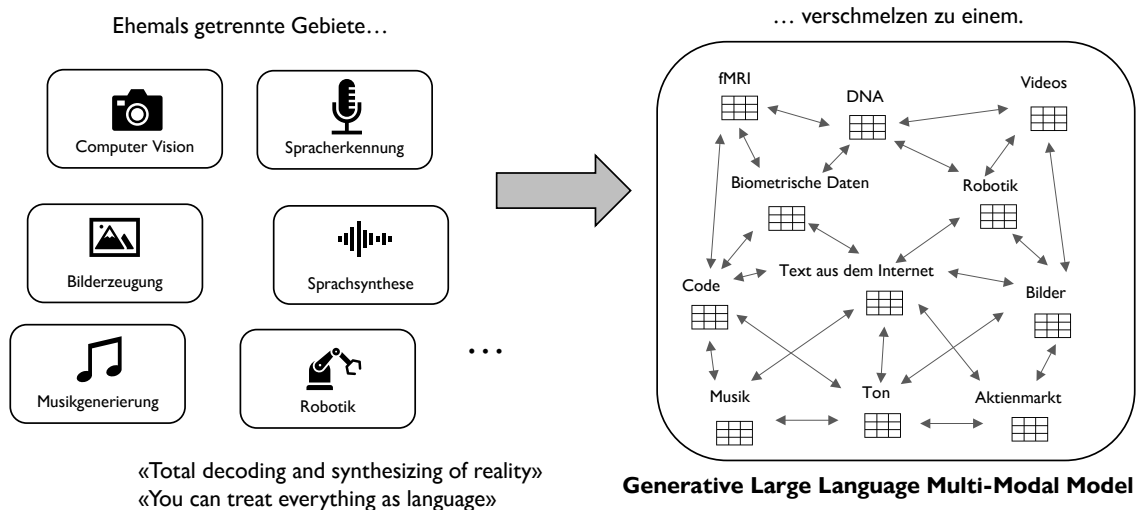 Ehemals getrennte Gebiete…
Computer Vision
Spracherkennung
Bilderzeugung
Sprachsynthese
Musikgenerierung
Robotik
…
«Total decoding and synthesizing of reality»
«You can treat everything as language»
… verschmelzen zu einem.
fMRI
DNA
Videos
Biometrische Daten
Robotik
Code
Text aus dem Internet
Bilder
Musik
Ton
Aktienmarkt
Generative Large Language Multi-Modal Model